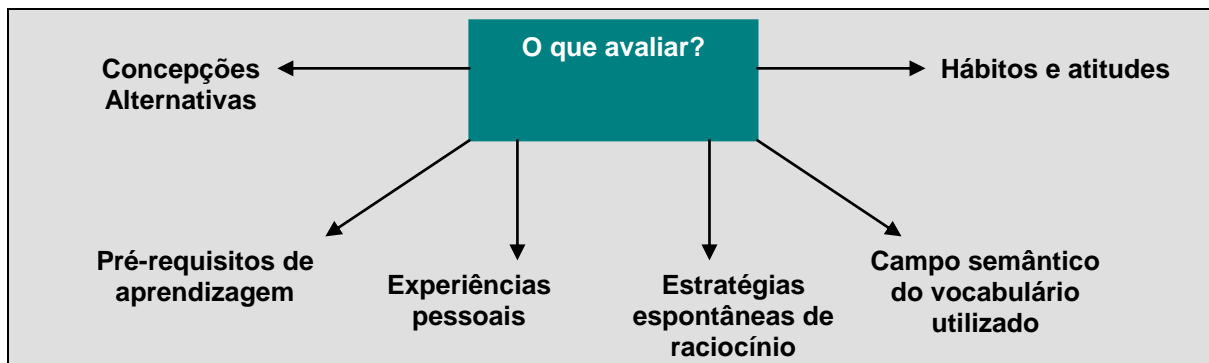 O que avaliar?
Concepções
Alternativas
Hábitos e atitudes
Pré-requisitos de
aprendizagem
Experiências
pessoais
Estratégias
espontâneas de
raciocínio
Campo semântico
do vocabulário
utilizado